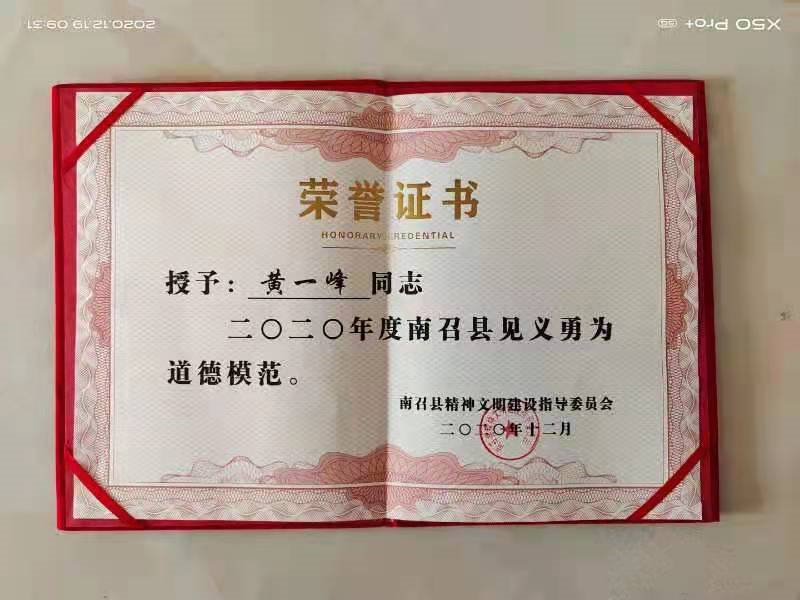 2020.12.19 09:31
X50 Pro+ 5G
荣誉证书
HONORARY CREDENTIAL
授予：黄一峰同志
二〇二〇年度南召县见义勇为
道德模范。
南召县精神文明建设指导委员会
二〇二〇年十二月